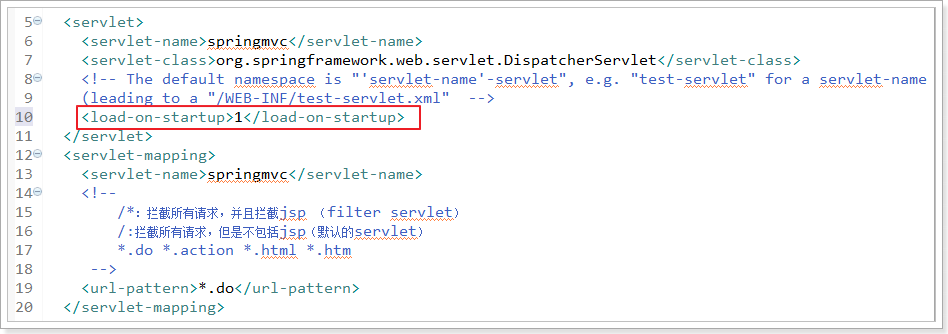 5 <servlet>
6 <servlet-name>springmvc</servlet-name>
7 <servlet-class>org.springframework.web.servlet.DispatcherServlet</servlet-class>
8 <!-- The default namespace is "'servlet-name'-servlet", e.g. "test-servlet" for a servlet-name
9 (leading to a "/WEB-INF/test-servlet.xml"  -->
10 <load-on-startup>1</load-on-startup>
11 </servlet>
12 <servlet-mapping>
13 <servlet-name>springmvc</servlet-name>
14 <!--
15 /*: 拦截所有请求，并且拦截jsp （filter servlet）
16 /:拦截所有请求，但是不包括jsp（默认的servlet）
17 *.do *.action *.html *.htm
18 -->
19 <url-pattern>*.do</url-pattern>
20 </servlet-mapping>